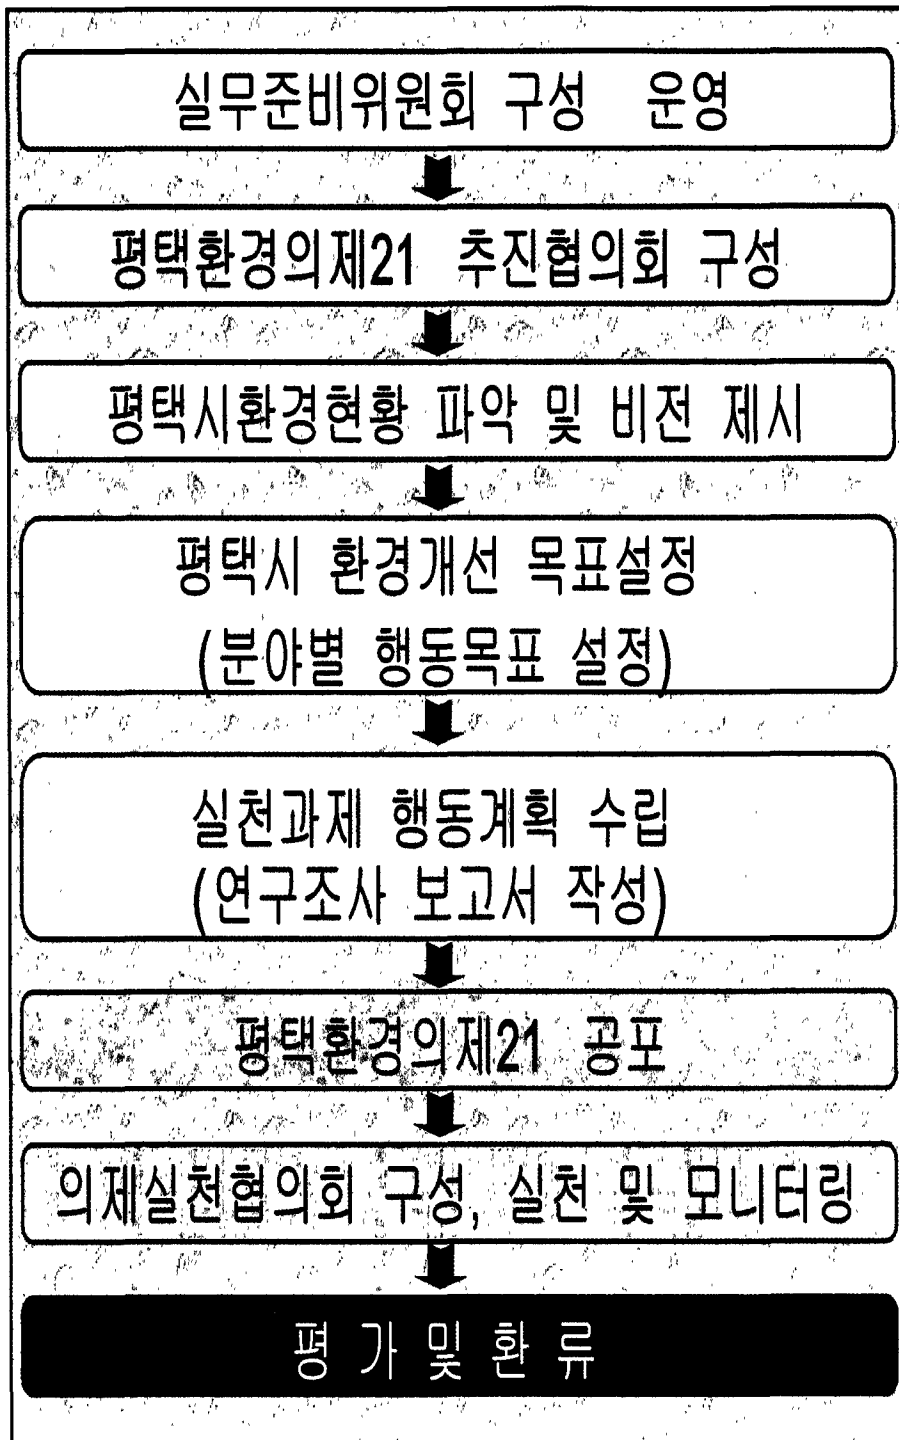 실무준비위원회 구성 운영
평택환경의제21 추진협의회 구성
평택시환경현황 파악 및 비전 제시
평택시 환경개선 목표설정
(분야별 행동목표 설정)
실천과제 행동계획 수립
(연구조사 보고서 작성)
평택환경의제21 공포
의제실천협의회 구성, 실천 및 모니터링
평 가 및 환 류